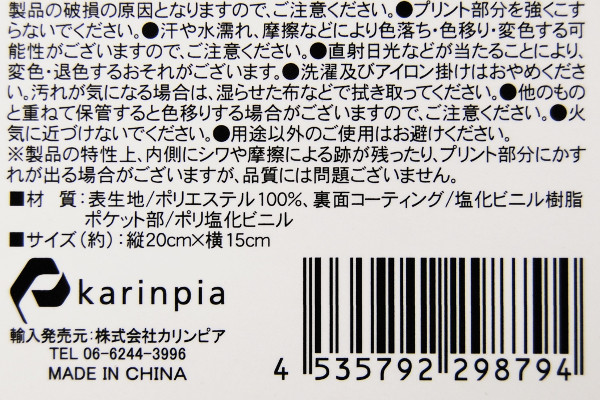 製品の破損の原因となりますので、ご注意ください。●プリント部分を強くこす
らないでください。●汗や水濡れ、摩擦などにより色落ち・色移り・変色する可
能性がございますので、ご注意ください。●直射日光などが当たることにより、
変色・退色するおそれがございます。●洗濯及びアイロン掛けはおやめくださ
い。汚れが気になる場合は、湿らせた布などで拭き取ってください。●他のもの
と重ねて保管すると色移りする場合がございますので、ご注意ください。●火
気に近づけないでください。●用途以外のご使用はお避けください。
※製品の特性上、内側にシワや摩擦による跡が残ったり、プリント部分にかす
れが出る場合がございますが、品質には問題ございません。
■材　質：表生地/ポリエステル100%、裏面コーティング/塩化ビニル樹脂
ポケット部/ポリ塩化ビニル
■サイズ(約)：縦20cm×横15cm
karinpia
輸入発売元：株式会社カリンピア
TEL 06-6244-3996
MADE IN CHINA
4 535792 298794